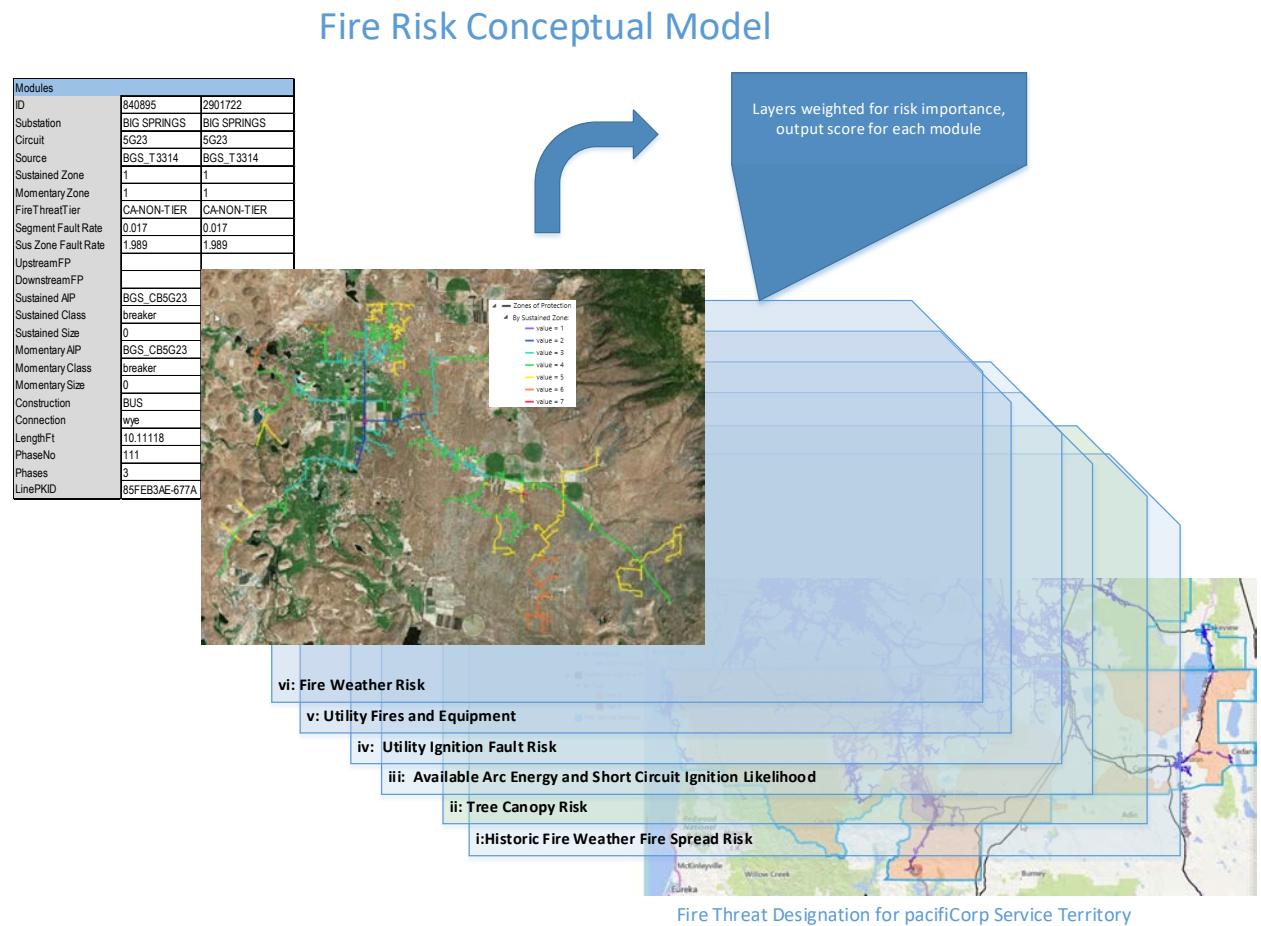 Fire Risk Conceptual Model
Modules
ID 840895 2901722
Substation BIG SPRINGS BIG SPRINGS
Circuit 5G23 5G23
Source BGS_T3314 BGS_T3314
Sustained Zone 1 1
Momentary Zone 1 1
FireThreatTier CA-NON-TIER CA-NON-TIER
Segment Fault Rate 0.017 0.017
Sus Zone Fault Rate 1.989 1.989
UpstreamFP
DownstreamFP
Sustained AIP BGS_CB5G23
Sustained Class breaker
Sustained Size 0
Momentary AIP BGS_CB5G23
Momentary Class breaker
Momentary Size 0
Construction BUS
Connection wye
LengthFt 10.11118
PhaseNo 111
Phases 3
LinePKID 85FEB3AE-677A
Layers weighted for risk importance,
output score for each module
Zones of Protection
By Sustained Zone:
value = 1
value = 2
value = 3
value = 4
value = 5
value = 6
value = 7
vi: Fire Weather Risk
v: Utility Fires and Equipment
iv: Utility Ignition Fault Risk
iii: Available Arc Energy and Short Circuit Ignition Likelihood
ii: Tree Canopy Risk
i:Historic Fire Weather Fire Spread Risk
Adin
McKinleyville
Willow Creek
Burney
Eureka
Fire Threat Designation for pacifiCorp Service Territory